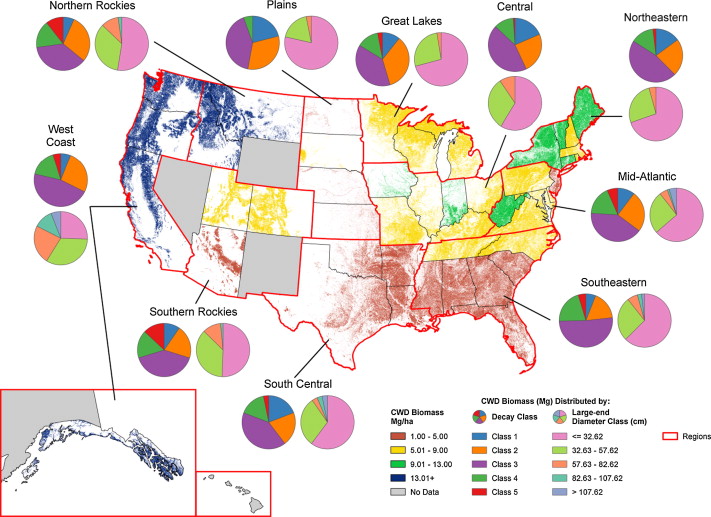 Northern Rockies
Plains
Great Lakes
Central
Northeastern
West
Coast
Mid-Atlantic
Southeastern
Southern Rockies
South Central
CWD Biomass
Mg/ha
1.00 - 5.00
5.01 - 9.00
9.01 - 13.00
13.01+
No Data
CWD Biomass (Mg) Distributed by:
Decay Class
Class 1
Class 2
Class 3
Class 4
Class 5
Large-end
Diameter Class (cm)
<= 32.62
32.63 - 57.62
57.63 - 82.62
82.63 - 107.62
> 107.62
Regions